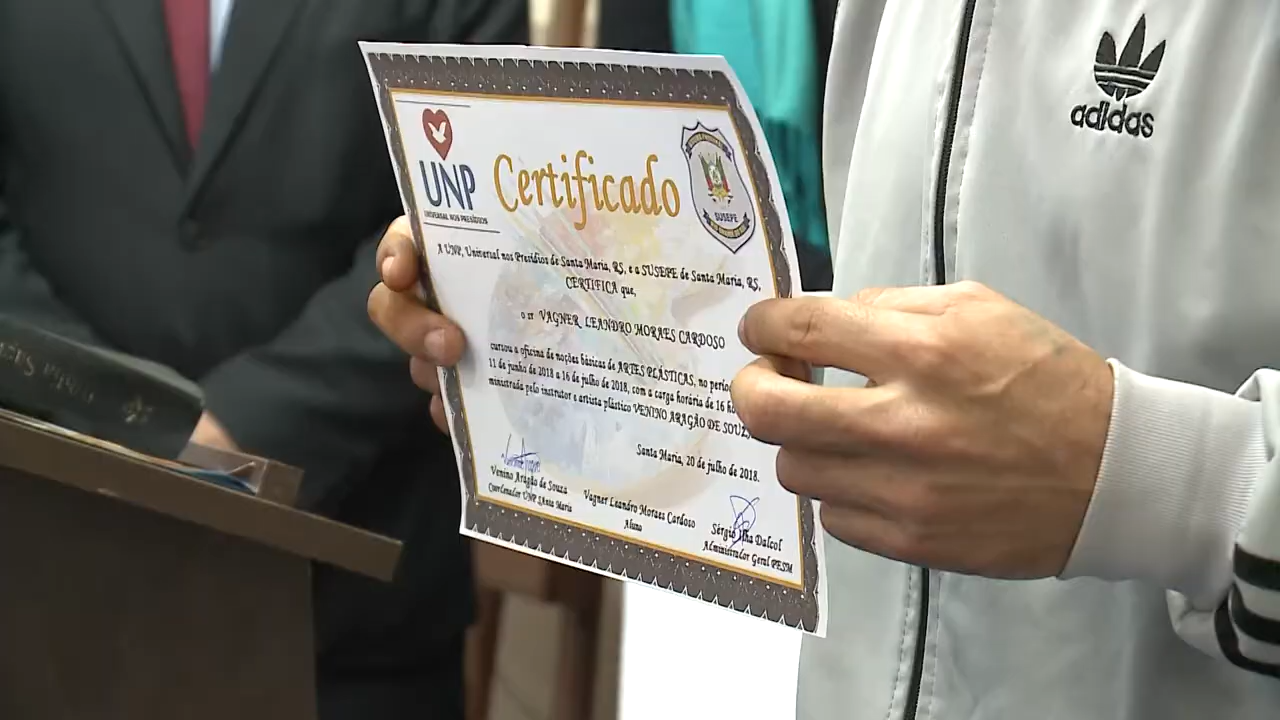 adidas
UNP
UNIVERSAL NOS PRESÍDIOS
Certificado
SUSEPE
A UNP, Universal nos Presídios de Santa Maria, RS, e a SUSEPE de Santa Maria, RS,
CERTIFICA que,
o sr VAGNER LEANDRO MORAES CARDOSO
cursou a oficina de noções básicas de ARTES PLÁSTICAS, no
11 de junho de 2018 a 16 de julho de 2018, com a carga horária de 16
ministrada pelo instrutor e artista plástico VENINO ARAGÃO DE
Santa Maria, 20 de julho de 2018.
Venino Aragão de Souza
Coordenador UNP SAnta Maria
Vagner Leandro Moraes Cardoso
Aluno
Sérgio Ilha Dalcol
Administrador Geral PESM